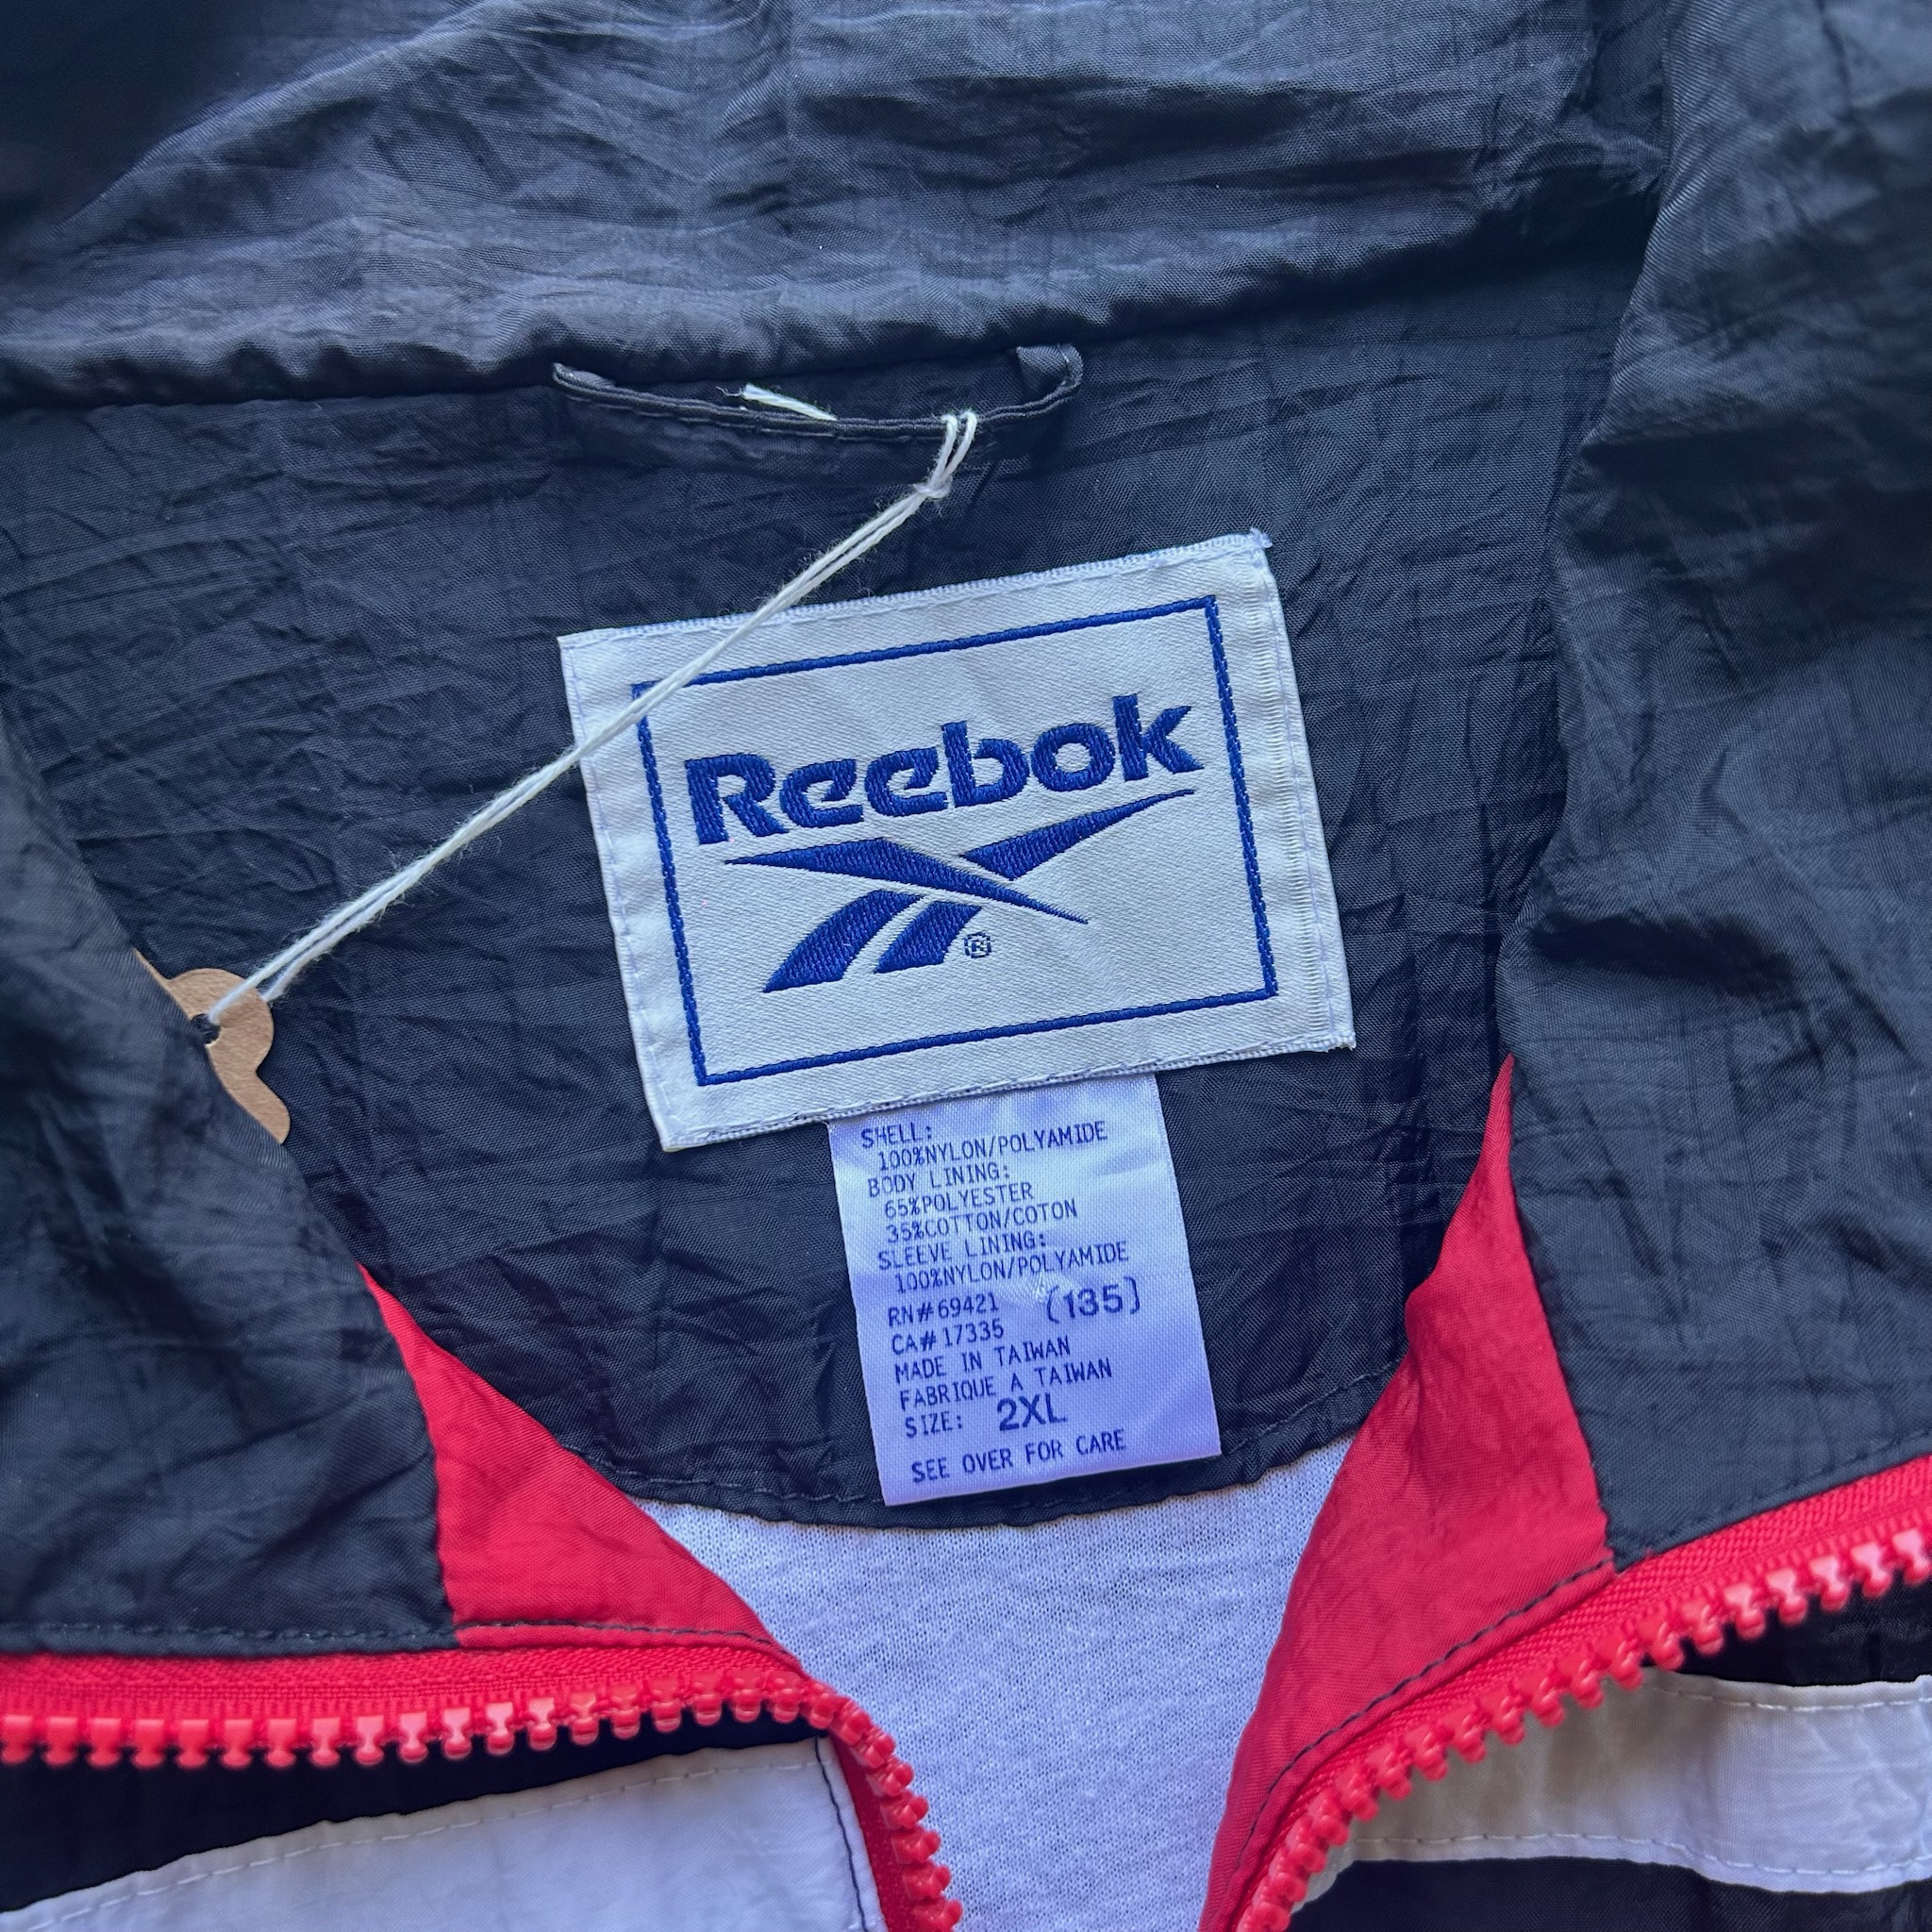 Reebok
®
SHELL:
100%NYLON/POLYAMIDE
BODY LINING:
65%POLYESTER
35%COTTON/COTON
SLEEVE LINING:
100%NYLON/POLYAMIDE
RN#69421 (135)
CA#17335
MADE IN TAIWAN
FABRIQUE A TAIWAN
SIZE: 2XL
SEE OVER FOR CARE